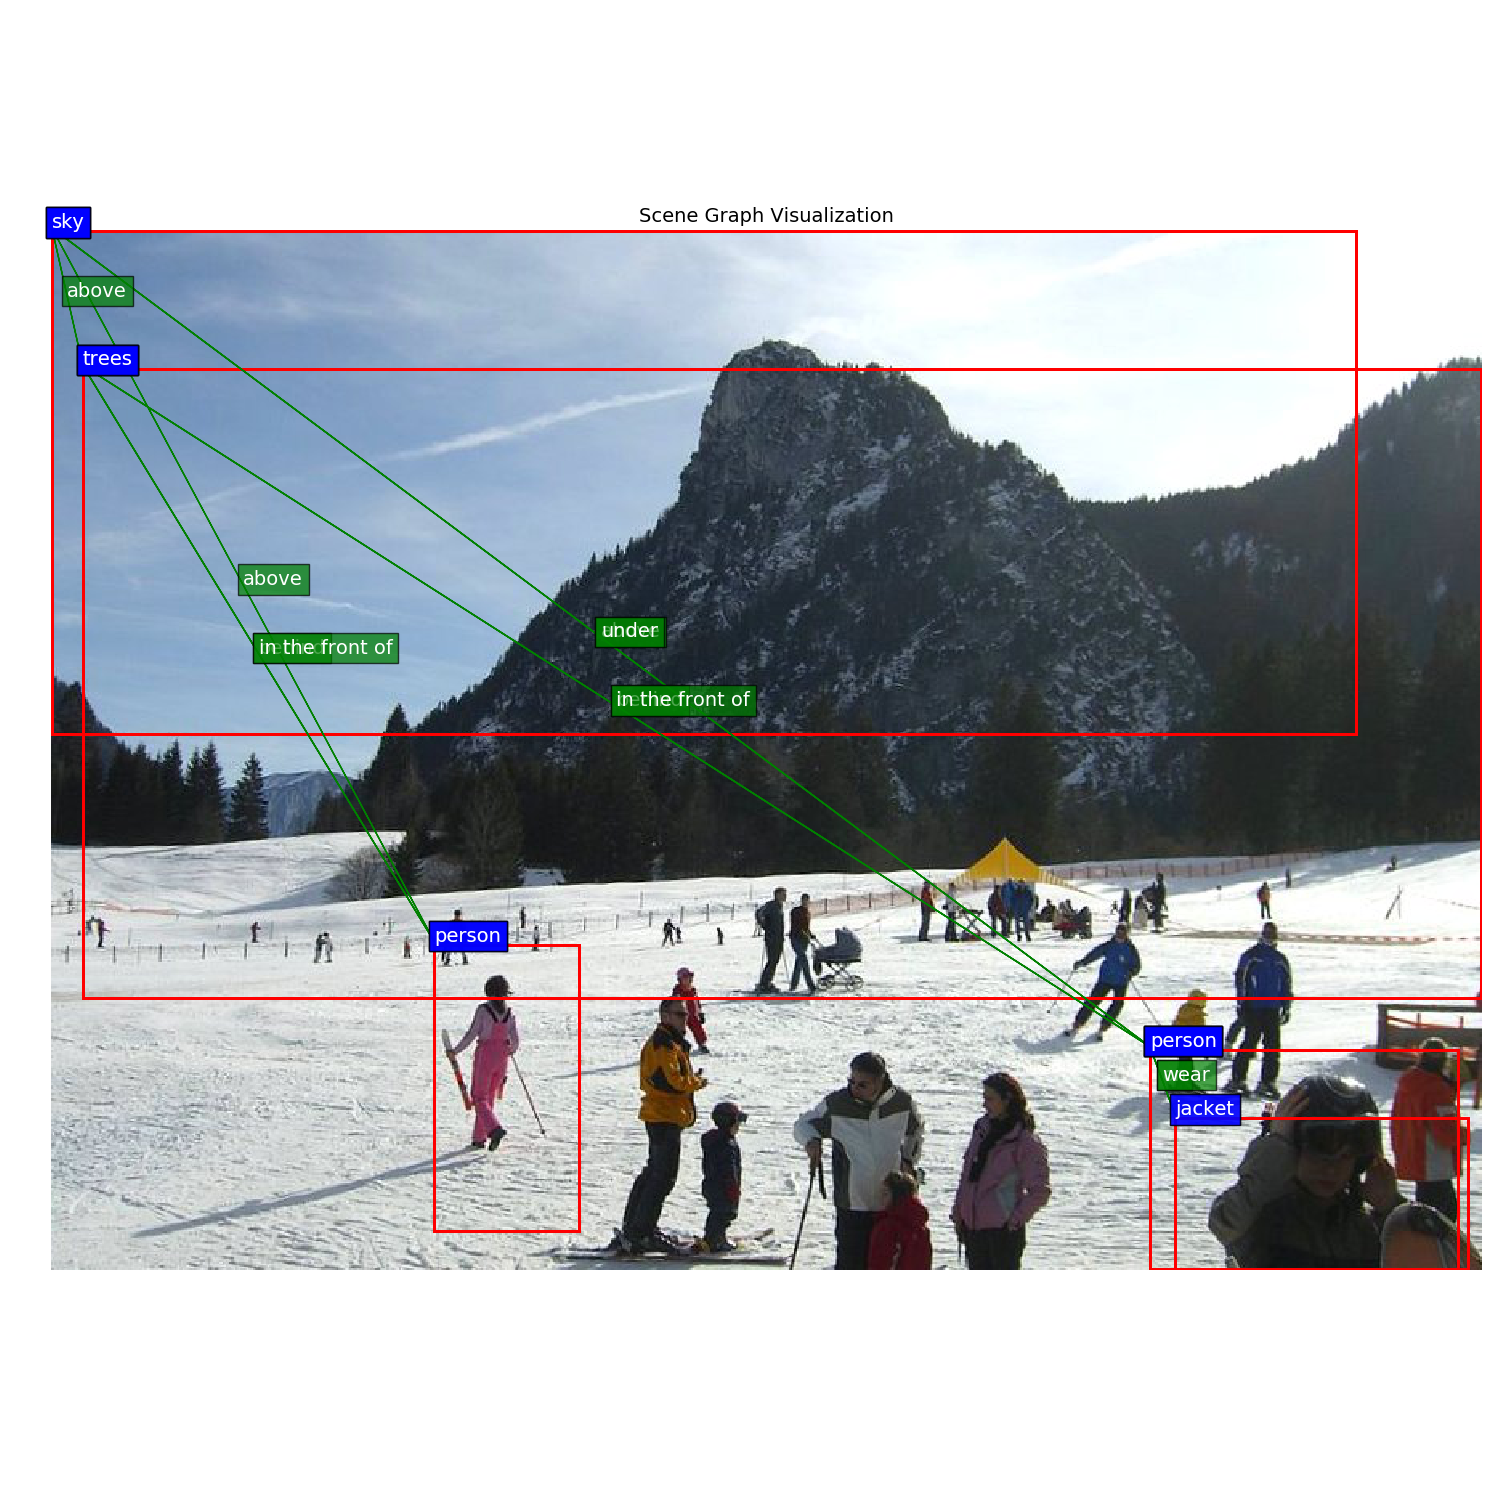 Scene Graph Visualization
sky
above
trees
above
under
in the front of
in the front of
person
person
wear
jacket